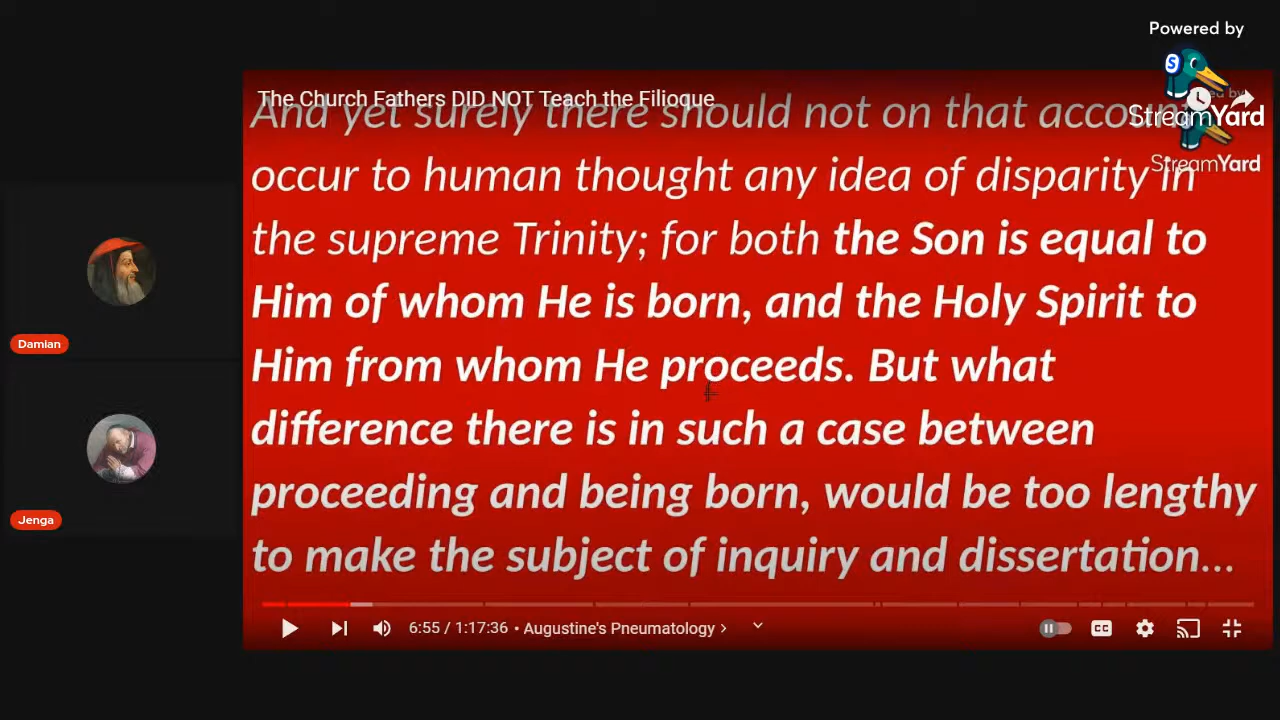 Powered by
The Church Fathers DID NOT Teach the Filioque
And yet surely there should not on that
StreamYard
occur to human thought any idea of disparity in
StreamYard
the supreme Trinity; for both the Son is equal to
Him of whom He is born, and the Holy Spirit to
Him from whom He proceeds. But what
difference there is in such a case between
proceeding and being born, would be too lengthy
to make the subject of inquiry and dissertation...
Damian
Jenga
6:55 / 1:17:36 • Augustine's Pneumatology >
CC